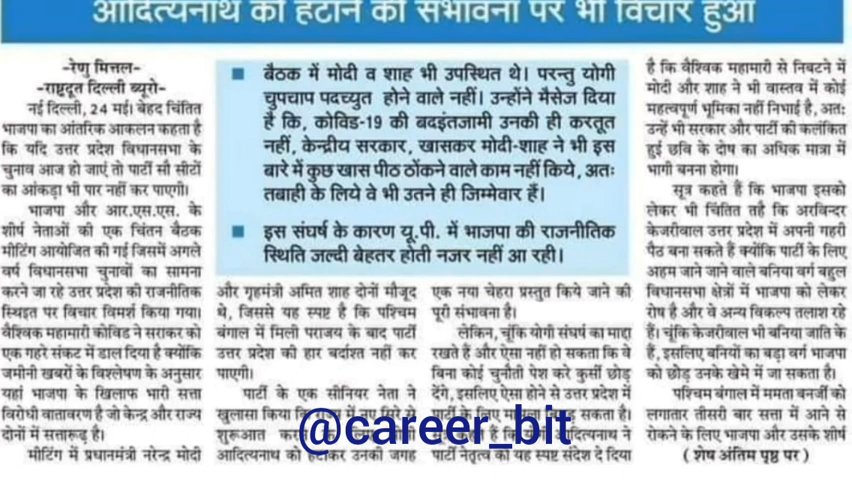 आदित्यनाथ को हटाने की संभावना पर भी विचार हुआ
-रेणु मित्तल-
-राष्ट्रदूत दिल्ली ब्यूरो-
नई दिल्ली, 24 मई। बेहद चिंतित
भाजपा का आंतरिक आकलन कहता है
कि यदि उत्तर प्रदेश विधानसभा के
चुनाव आज हो जाएं तो पार्टी सौ सीटों
का आंकड़ा भी पार नहीं कर पाएगी।
भाजपा और आर.एस.एस. के
शीर्ष नेताओं की एक चिंतन बैठक
मीटिंग आयोजित की गई जिसमें अगले
वर्ष विधानसभा चुनावों का सामना
करने जा रहे उत्तर प्रदेश की राजनीतिक
स्थिइत पर विचार विमर्श किया गया।
वैश्विक महामारी कोविड ने सराकर को
एक गहरे संकट में डाल दिया है क्योंकि
जमीनी खबरों के विश्लेषण के अनुसार
यहां भाजपा के खिलाफ भारी सत्ता
विरोधी वातावरण है जो केन्द्र और राज्य
दोनों में सत्तारूढ़ है।
मीटिंग में प्रधानमंत्री नरेन्द्र मोदी
बैठक में मोदी व शाह भी उपस्थित थे। परन्तु योगी
चुपचाप पदच्युत होने वाले नहीं। उन्होंने मैसेज दिया
है कि, कोविड-19 की बदइंतजामी उनकी ही करतूत
नहीं, केन्द्रीय सरकार, खासकर मोदी-शाह ने भी इस
बारे में कुछ खास पीठ ठोंकने वाले काम नहीं किये, अतः
तबाही के लिये वे भी उतने ही जिम्मेवार हैं।
इस संघर्ष के कारण यू.पी. में भाजपा की राजनीतिक
स्थिति जल्दी बेहतर होती नजर नहीं आ रही।
और गृहमंत्री अमित शाह दोनों मौजूद
थे, जिससे यह स्पष्ट है कि पश्चिम
बंगाल में मिली पराजय के बाद पार्टी
उत्तर प्रदेश की हार बर्दाश्त नहीं कर
पाएगी।
पार्टी के एक सीनियर नेता ने
खुलासा किया कि राज्य में नए सिरे से
शुरूआत
आदित्यनाथ को हटाकर उनकी जगह
एक नया चेहरा प्रस्तुत किये जाने की
पूरी संभावना है।
लेकिन, चूंकि योगी संघर्ष का माद्दा
रखते हैं और ऐसा नहीं हो सकता कि वे
बिना कोई चुनौती पेश करे कुर्सी छोड़
देंगे, इसलिए ऐसा होने से उत्तर प्रदेश में
पार्टी के लिए सकता है।
आदित्यनाथ ने
पार्टी नेतृत्व को यह स्पष्ट संदेश दे दिया
है कि वैश्विक महामारी से निबटने में
मोदी और शाह ने भी वास्तव में कोई
महत्वपूर्ण भूमिका नहीं निभाई है, अतः
उन्हें भी सरकार और पार्टी की कलंकित
हुई छवि के दोष का अधिक मात्रा में
भागी बनना होगा।
सूत्र कहते हैं कि भाजपा इसको
लेकर भी चिंतित तहै कि अरविन्दर
केजरीवाल उत्तर प्रदेश में अपनी गहरी
पैठ बना सकते हैं क्योंकि पार्टी के लिए
अहम जाने जाने वाले बनिया वर्ग बहुल
विधानसभा क्षेत्रों में भाजपा को लेकर
रोष है और वे अन्य विकल्प तलाश रहे
हैं। चूंकि केजरीवाल भी बनिया जाति के
हैं, इसलिए बनियों का बड़ा वर्ग भाजपा
को छोड़ उनके खेमे में जा सकता है।
पश्चिम बंगाल में ममता बनर्जी को
लगातार तीसरी बार सत्ता में आने से
रोकने के लिए भाजपा और उसके शीर्ष
( शेष अंतिम पृष्ठ पर )
@career_bit